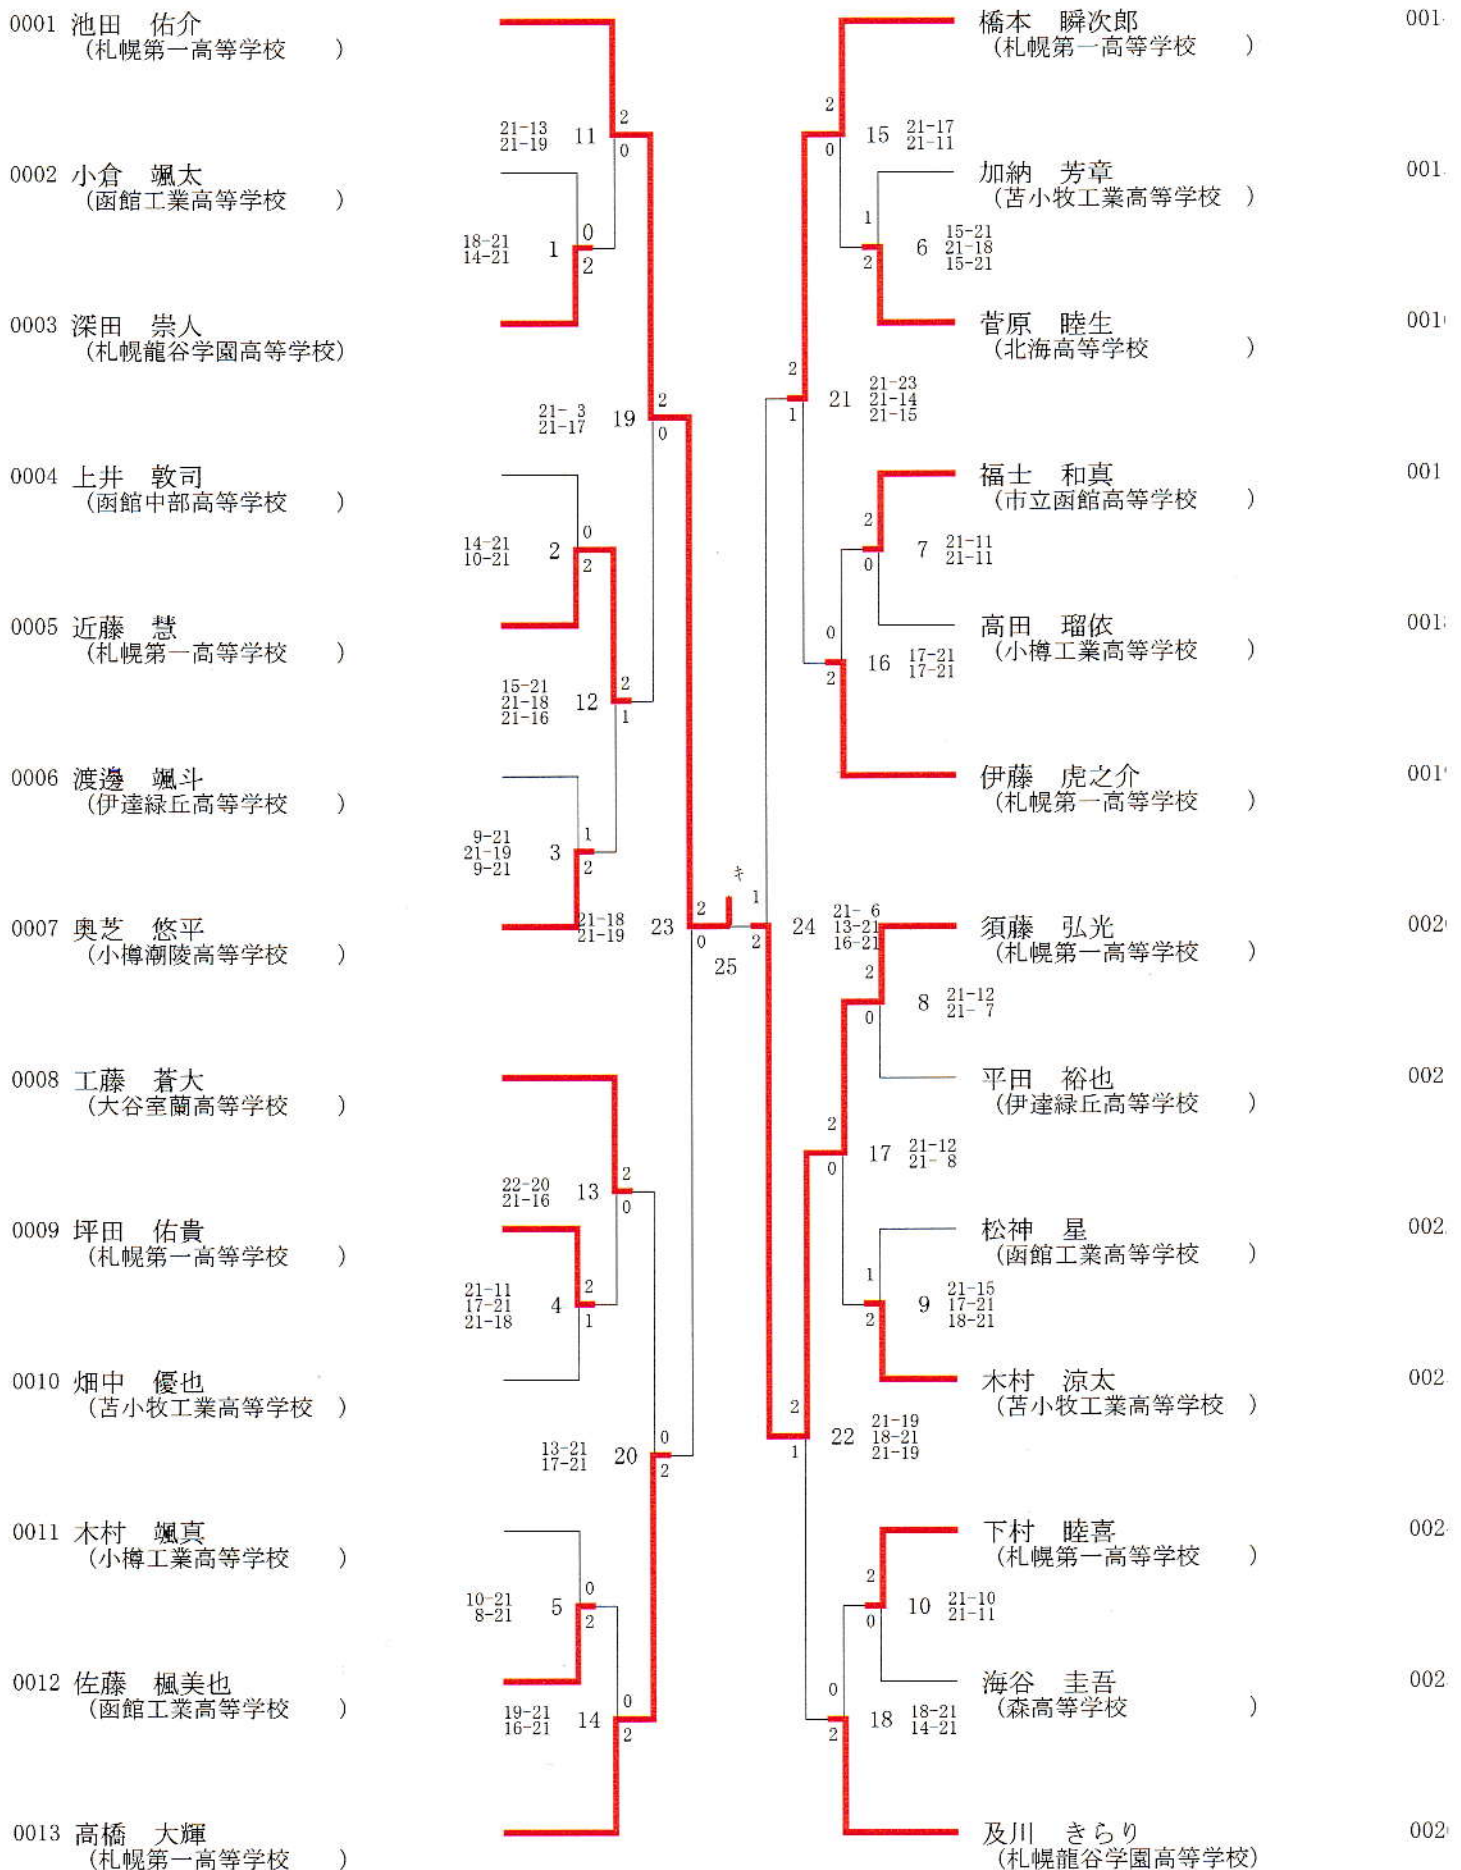 0001 池田 佑介
(札幌第一高等学校 )
21-13
21-19
11
2
0
0002 小倉 颯太
(函館工業高等学校 )
18-21
14-21
1
0
2
0003 深田 崇人
(札幌龍谷学園高等学校)
21- 3
21-17
19
2
0
0004 上井 敦司
(函館中部高等学校 )
14-21
10-21
2
0
2
0005 近藤 慧
(札幌第一高等学校 )
15-21
21-18
21-16
12
2
1
0006 渡邊 颯斗
(伊達緑丘高等学校 )
9-21
21-19
9-21
3
1
2
0007 奥芝 悠平
(小樽潮陵高等学校 )
21-18
21-19
23
2
0
キ
25
0008 工藤 蒼大
(大谷室蘭高等学校 )
22-20
21-16
13
2
0
0009 坪田 佑貴
(札幌第一高等学校 )
21-11
17-21
21-18
4
2
1
0010 畑中 優也
(苫小牧工業高等学校 )
13-21
17-21
20
0
2
0011 木村 颯真
(小樽工業高等学校 )
10-21
8-21
5
0
2
0012 佐藤 楓美也
(函館工業高等学校 )
19-21
16-21
14
0
2
0013 高橋 大輝
(札幌第一高等学校 )
橋本 瞬次郎
(札幌第一高等学校 )
001
2
0
15
21-17
21-11
加納 芳章
(苫小牧工業高等学校 )
001
1
2
6
15-21
21-18
15-21
菅原 睦生
(北海高等学校 )
001
2
1
21
21-23
21-14
21-15
福士 和真
(市立函館高等学校 )
001
2
0
7
21-11
21-11
高田 瑠依
(小樽工業高等学校 )
001
0
2
16
17-21
17-21
伊藤 虎之介
(札幌第一高等学校 )
001
1
2
24
21- 6
13-21
16-21
須藤 弘光
(札幌第一高等学校 )
002
2
0
8
21-12
21- 7
平田 裕也
(伊達緑丘高等学校 )
002
2
0
17
21-12
21- 8
松神 星
(函館工業高等学校 )
002
1
2
9
21-15
17-21
18-21
木村 涼太
(苫小牧工業高等学校 )
002
2
1
22
21-19
18-21
21-19
下村 睦喜
(札幌第一高等学校 )
002
2
0
10
21-10
21-11
海谷 圭吾
(森高等学校 )
002
0
2
18
18-21
14-21
及川 きらり
(札幌龍谷学園高等学校)
002